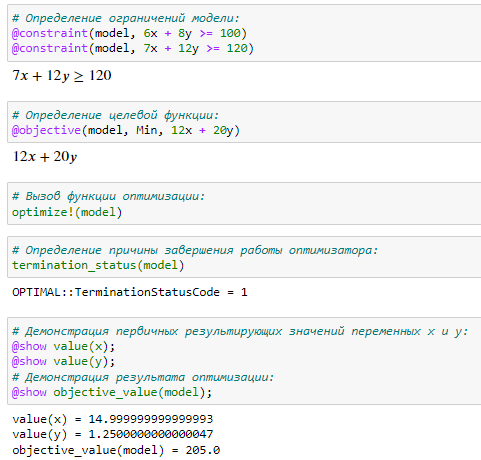 # Определение ограничений модели:
@constraint(model, 6x + 8y >= 100)
@constraint(model, 7x + 12y >= 120)
7x + 12y ≥ 120
# Определение целевой функции:
@objective(model, Min, 12x + 20y)
12x + 20y
# Вызов функции оптимизации:
optimize!(model)
# Определение причины завершения работы оптимизатора:
termination_status(model)
OPTIMAL::TerminationStatusCode = 1
# Демонстрация первичных результирующих значений переменных x и y:
@show value(x);
@show value(y);
# Демонстрация результата оптимизации:
@show objective_value(model);
value(x) = 14.999999999999993
value(y) = 1.2500000000000047
objective_value(model) = 205.0